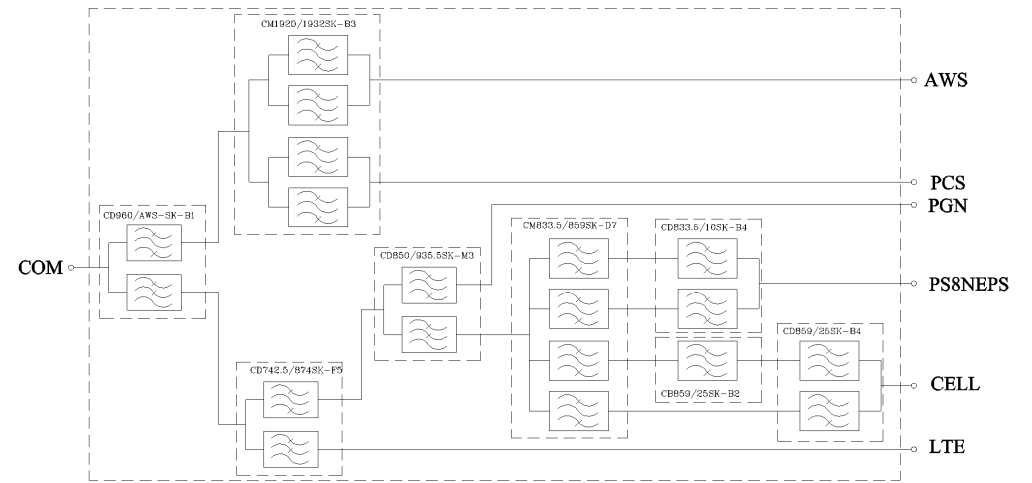 CM1920/1932SK-B3
AWS
PCS
PGN
CD960/AWS-SK-B1
CM833.5/859SK-D7
CD833.5/10SK-B4
CD850/935.5SK-M3
COM
PS8NEPS
CD859/25SK-B4
CD742.5/874SK-F5
CELL
CB859/25SK-B2
LTE